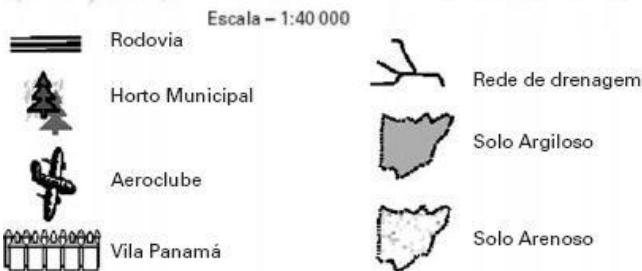 Escala – 1:40 000
Rodovia
Horto Municipal
Aeroclube
Vila Panamá
Rede de drenagem
Solo Argiloso
Solo Arenoso